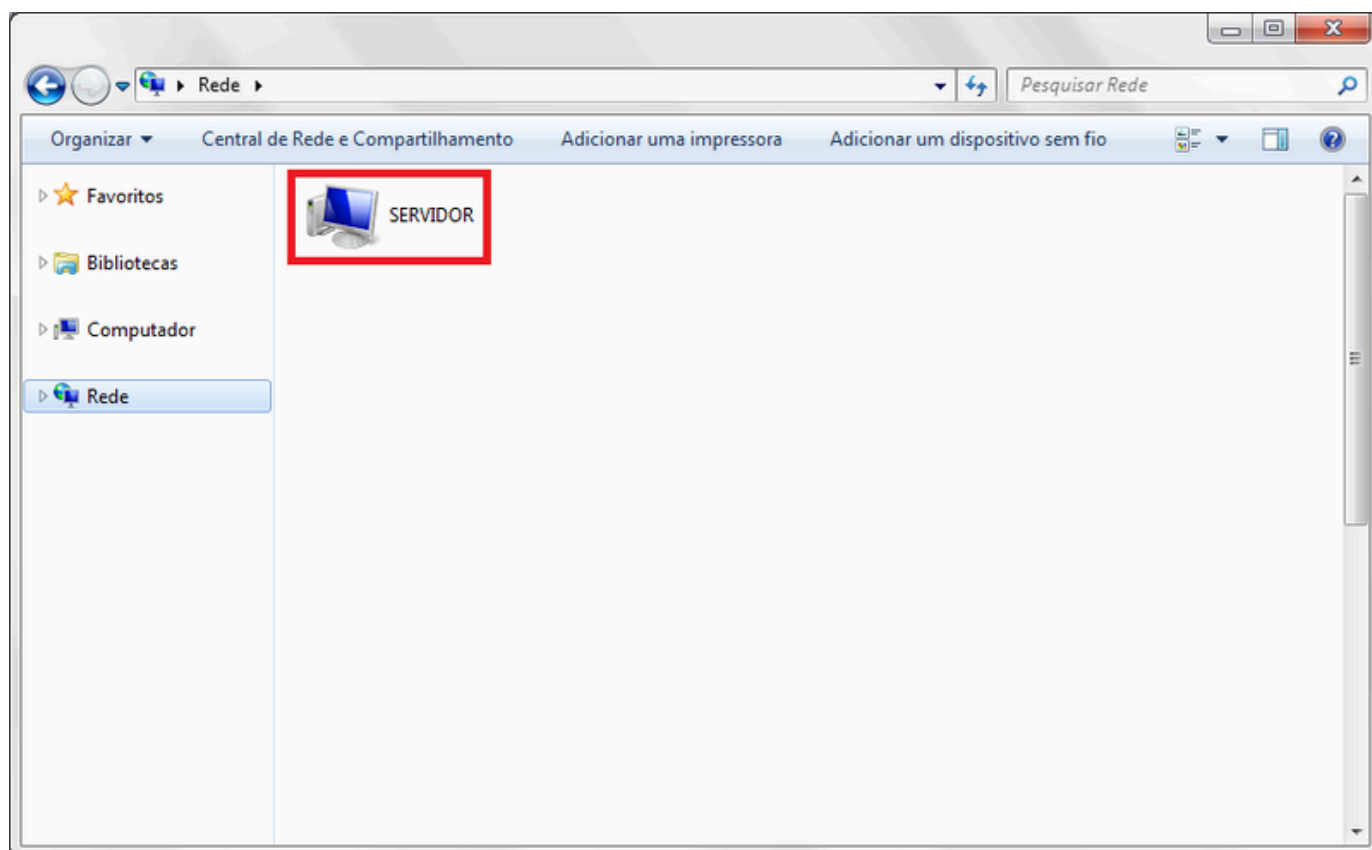 Rede
Pesquisar Rede
Organizar Central de Rede e Compartilhamento Adicionar uma impressora Adicionar um dispositivo sem fio
Favoritos
SERVIDOR
Bibliotecas
Computador
Rede